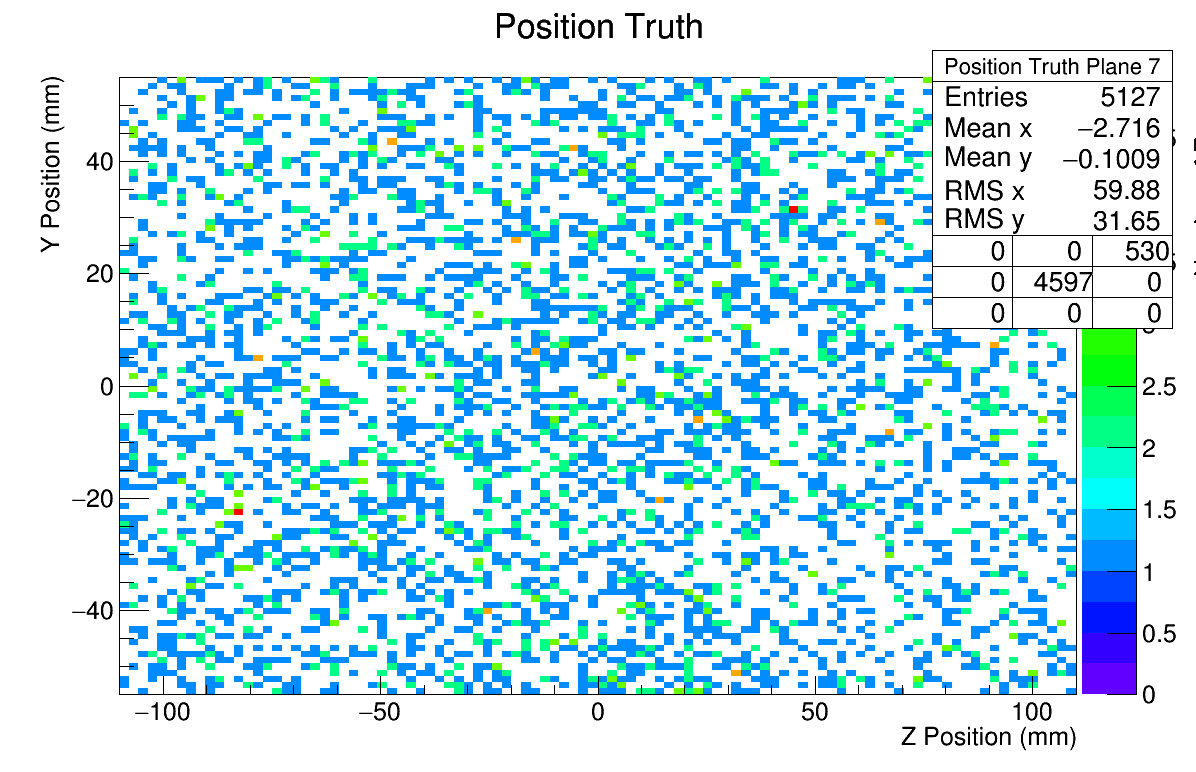 Position Truth
Y Position (mm)
Position Truth Plane 7
Entries 5127
Mean x −2.716
Mean y −0.1009
RMS x 59.88
RMS y 31.65
0 0 530
0 4597 0
0 0 0
40
20
0
−20
−40
2.5
2
1.5
1
0.5
0
−100 −50 0 50 100
Z Position (mm)